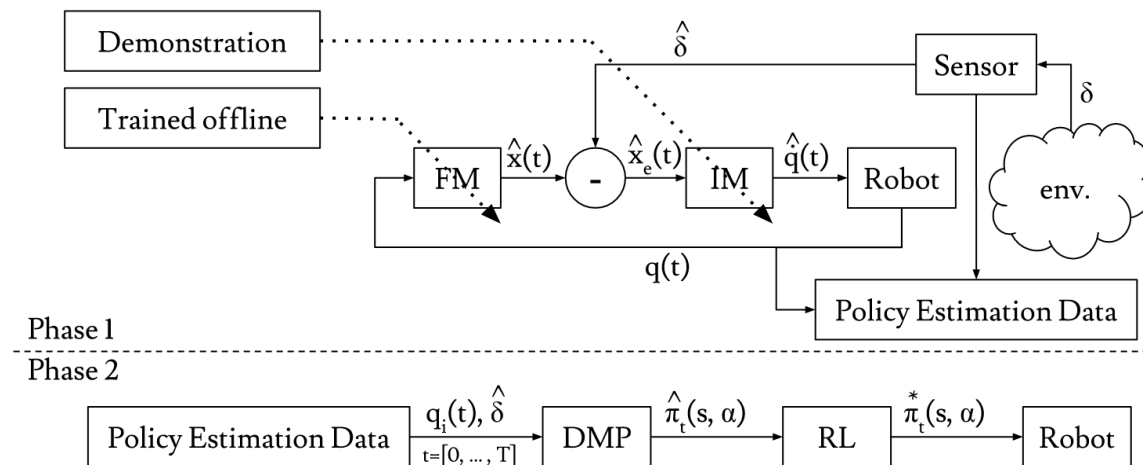 Demonstration
Trained offline
δ̂
Sensor
δ
FM
x̂(t)
-
x̂ₑ(t)
IM
q̇̂(t)
Robot
env.
q(t)
Policy Estimation Data
Phase 1
Phase 2
Policy Estimation Data
qᵢ(t), δ̂
t=[0, ... , T]
DMP
π̂ₜ(s, α)
RL
π*ₜ(s, α)
Robot